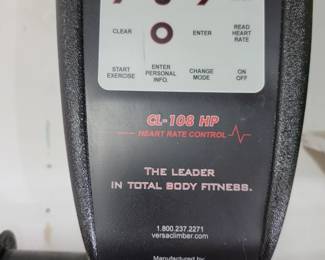 CLEAR
ENTER
READ
HEART
RATE
START
EXERCISE
ENTER
PERSONAL
INFO.
CHANGE
MODE
ON
OFF
CL-108 HP
HEART RATE CONTROL
THE LEADER
IN TOTAL BODY FITNESS.
1.800.237.2271
versaclimber.com
Manufactured by